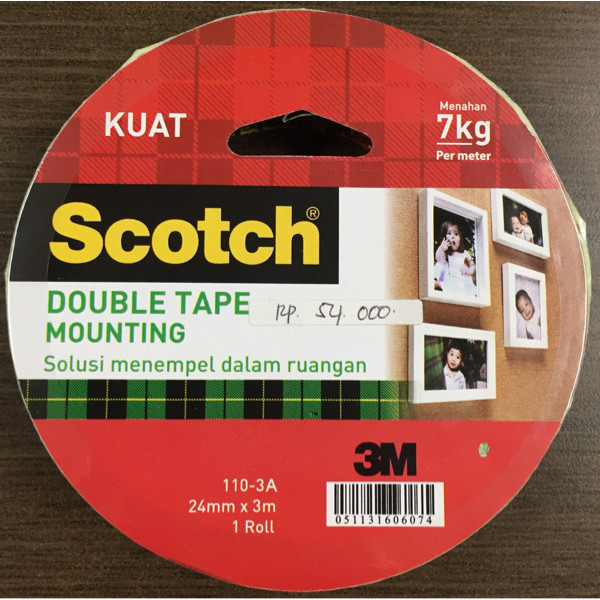 KUAT
Menahan
7kg
Per meter
Scotch®
DOUBLE TAPE
Rp. 54.000.
MOUNTING
Solusi menempel dalam ruangan
3M
110-3A
24mm x 3m
1 Roll
051131606074